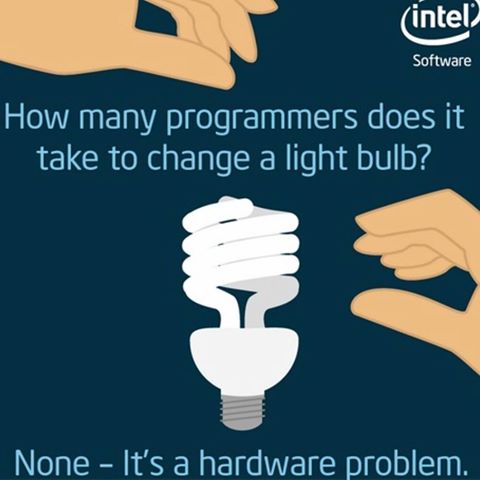 intel
Software
How many programmers does it
take to change a light bulb?
None – It's a hardware problem.